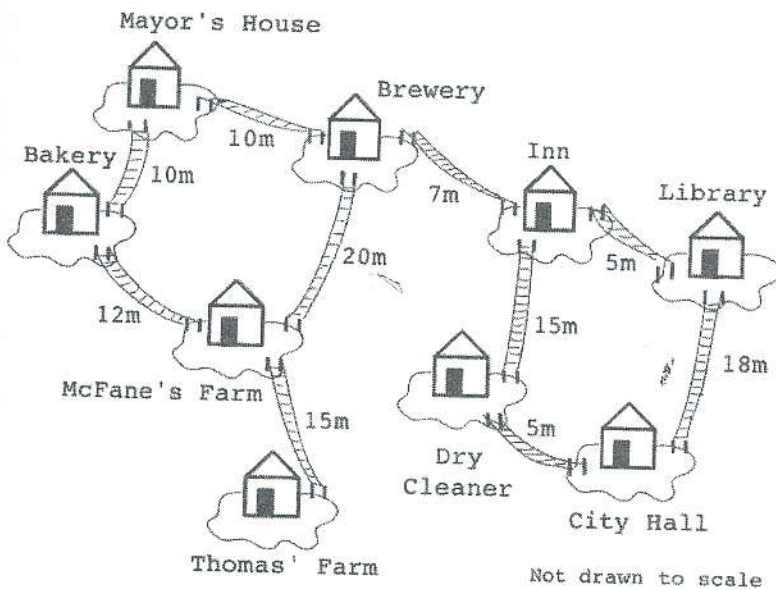 Mayor's House
Brewery
10m
Inn
Bakery
10m
7m
Library
20m
5m
12m
15m
18m
McFane's Farm
15m
5m
Dry
Cleaner
City Hall
Thomas' Farm
Not drawn to scale